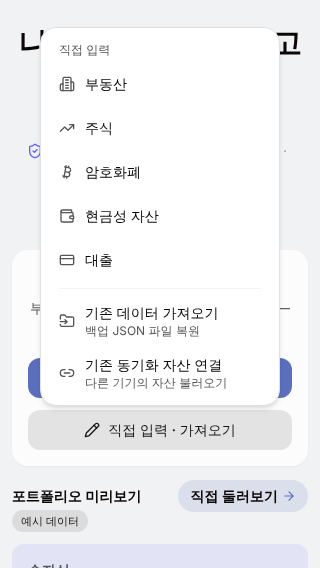 고
직접 입력
부동산
주식
암호화폐
현금성 자산
대출
기존 데이터 가져오기
백업 JSON 파일 복원
기존 동기화 자산 연결
다른 기기의 자산 불러오기
직접 입력 · 가져오기
포트폴리오 미리보기
직접 둘러보기
예시 데이터